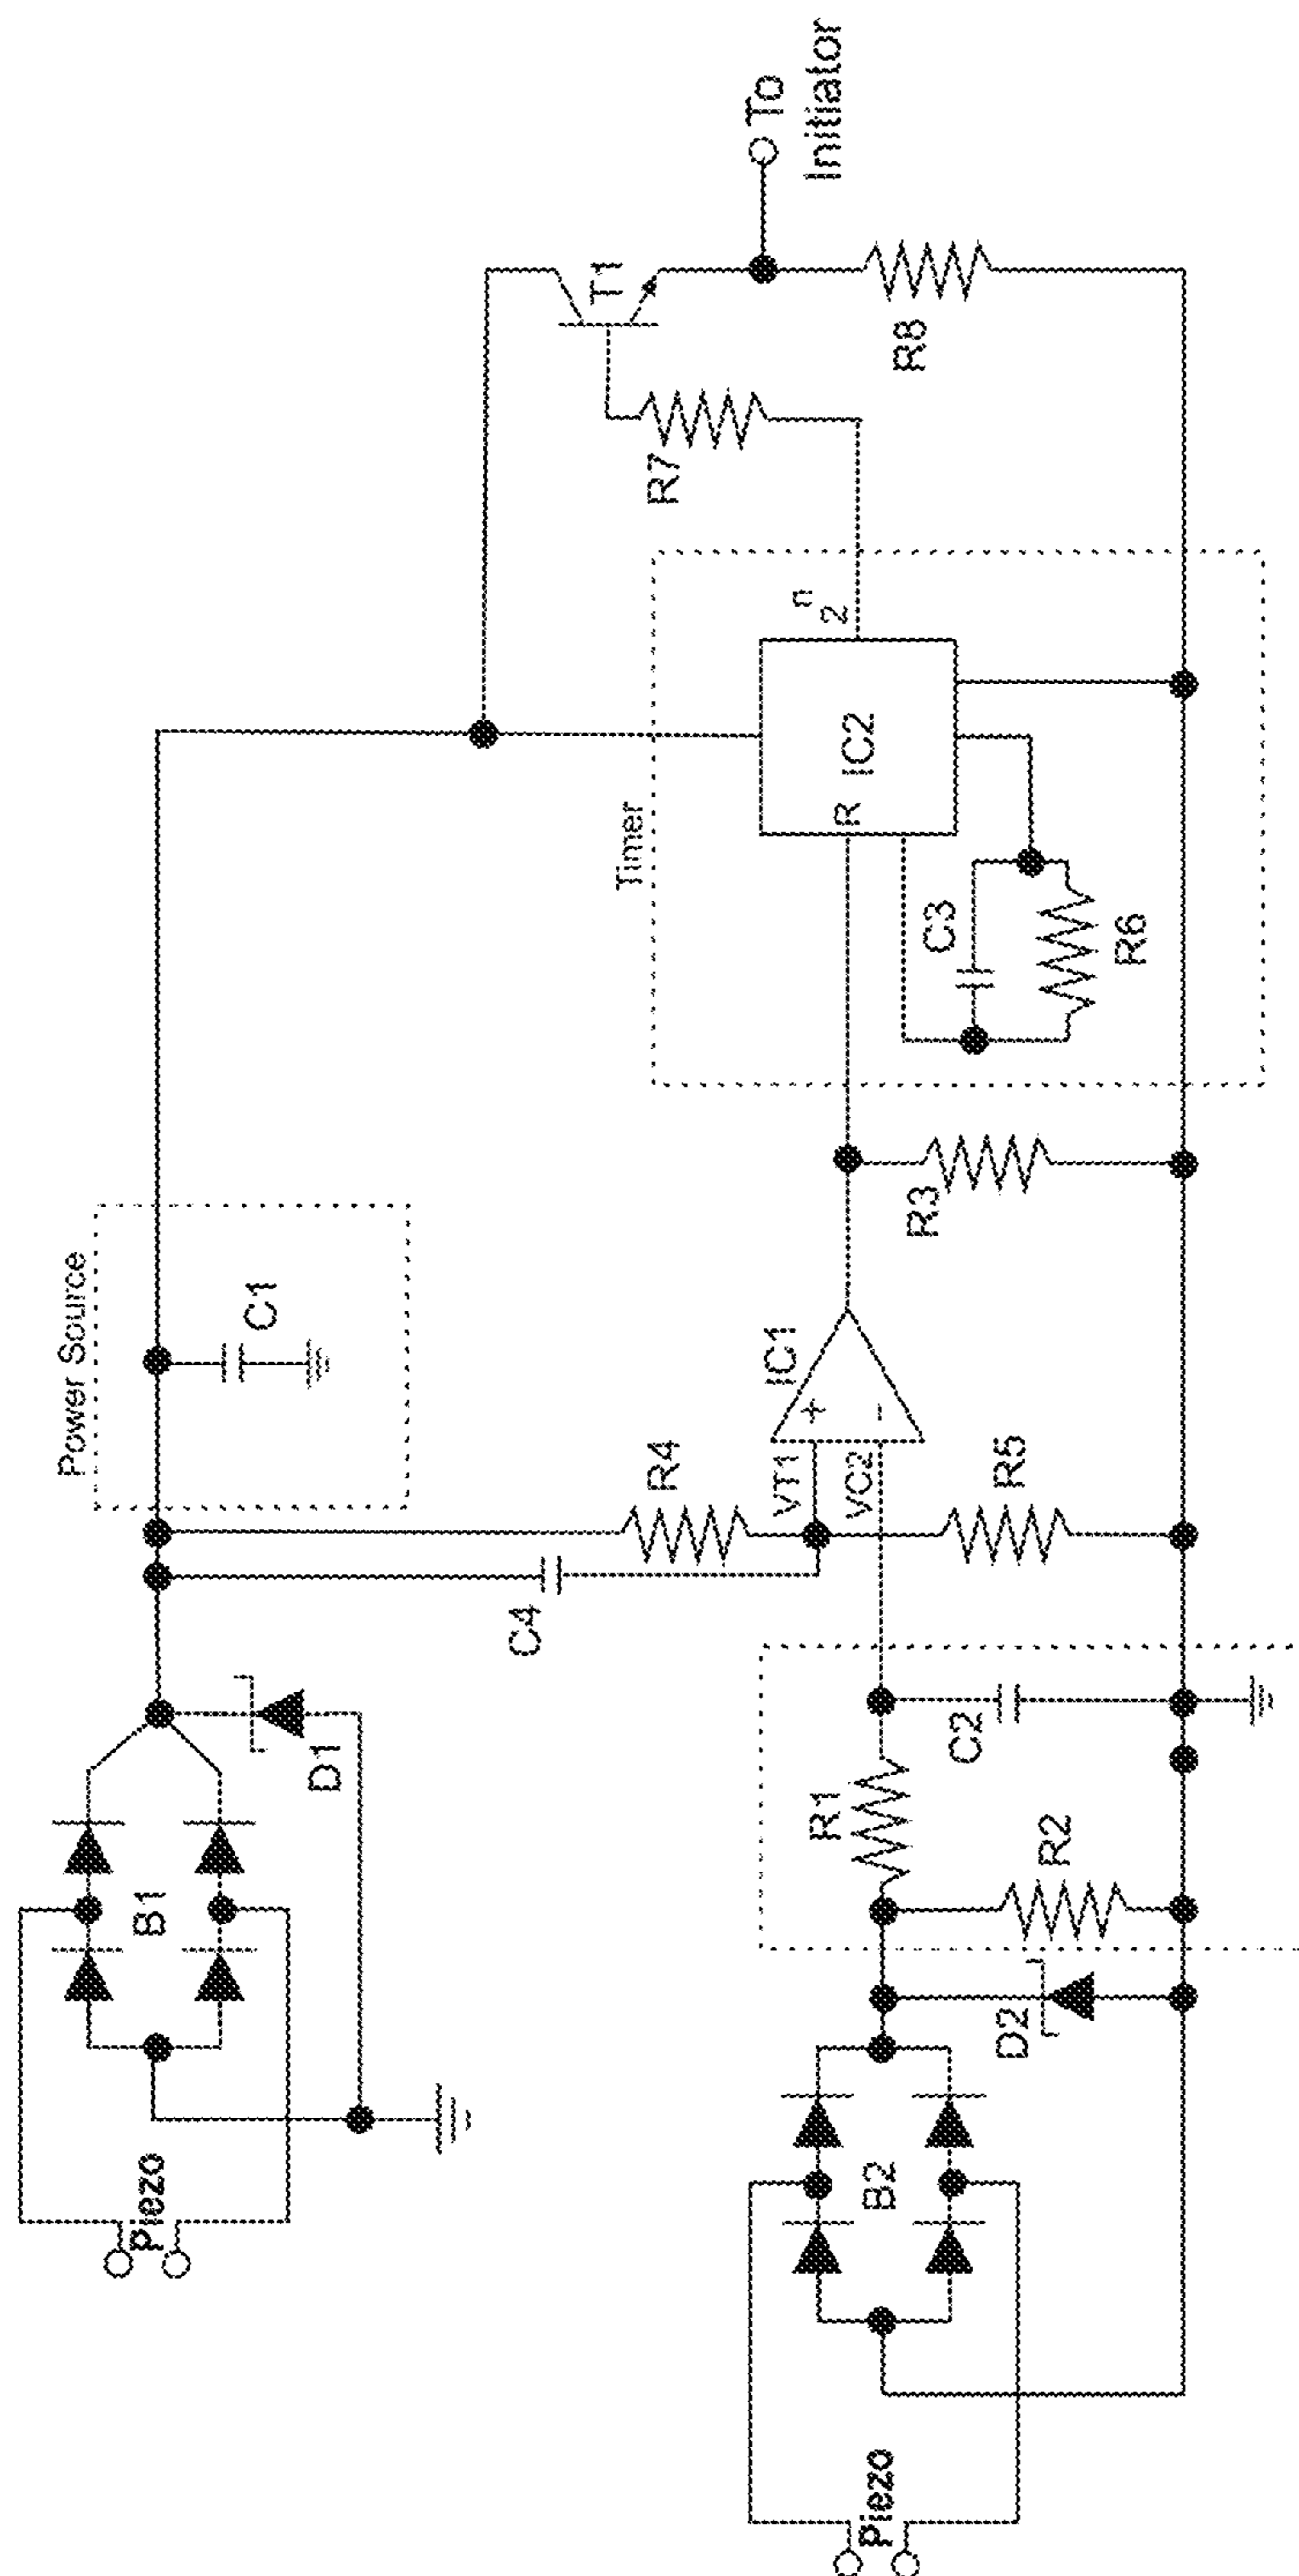 Piezo
B1
D1
C4
Power Source
C1
R4
VT1
VC2
IC1
+
-
R5
R3
Timer
R
IC2
n
2
C3
R6
R7
T1
R8
To
Initiator
Piezo
B2
D2
R1
R2
C2